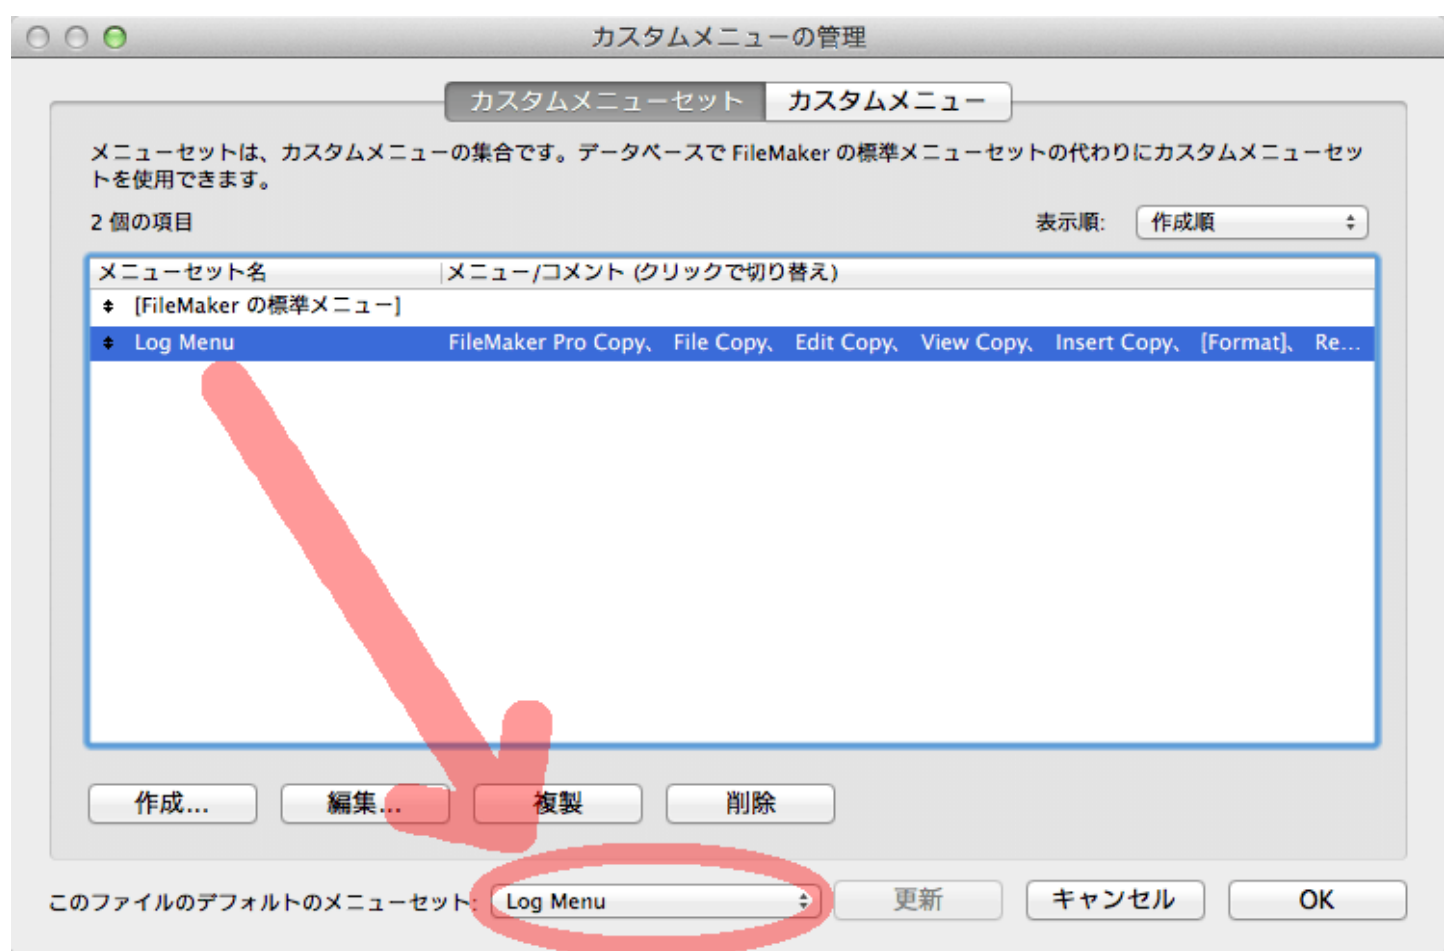 カスタムメニューの管理
カスタムメニューセット カスタムメニュー
メニューセットは、カスタムメニューの集合です。データベースで FileMaker の標準メニューセットの代わりにカスタムメニューセッ
トを使用できます。
2 個の項目 表示順: 作成順
メニューセット名 メニュー/コメント (クリックで切り替え)
[FileMaker の標準メニュー]
Log Menu FileMaker Pro Copy、 File Copy、 Edit Copy、 View Copy、 Insert Copy、 [Format]、 Re...
作成... 編集... 複製 削除
このファイルのデフォルトのメニューセット: Log Menu 更新 キャンセル OK